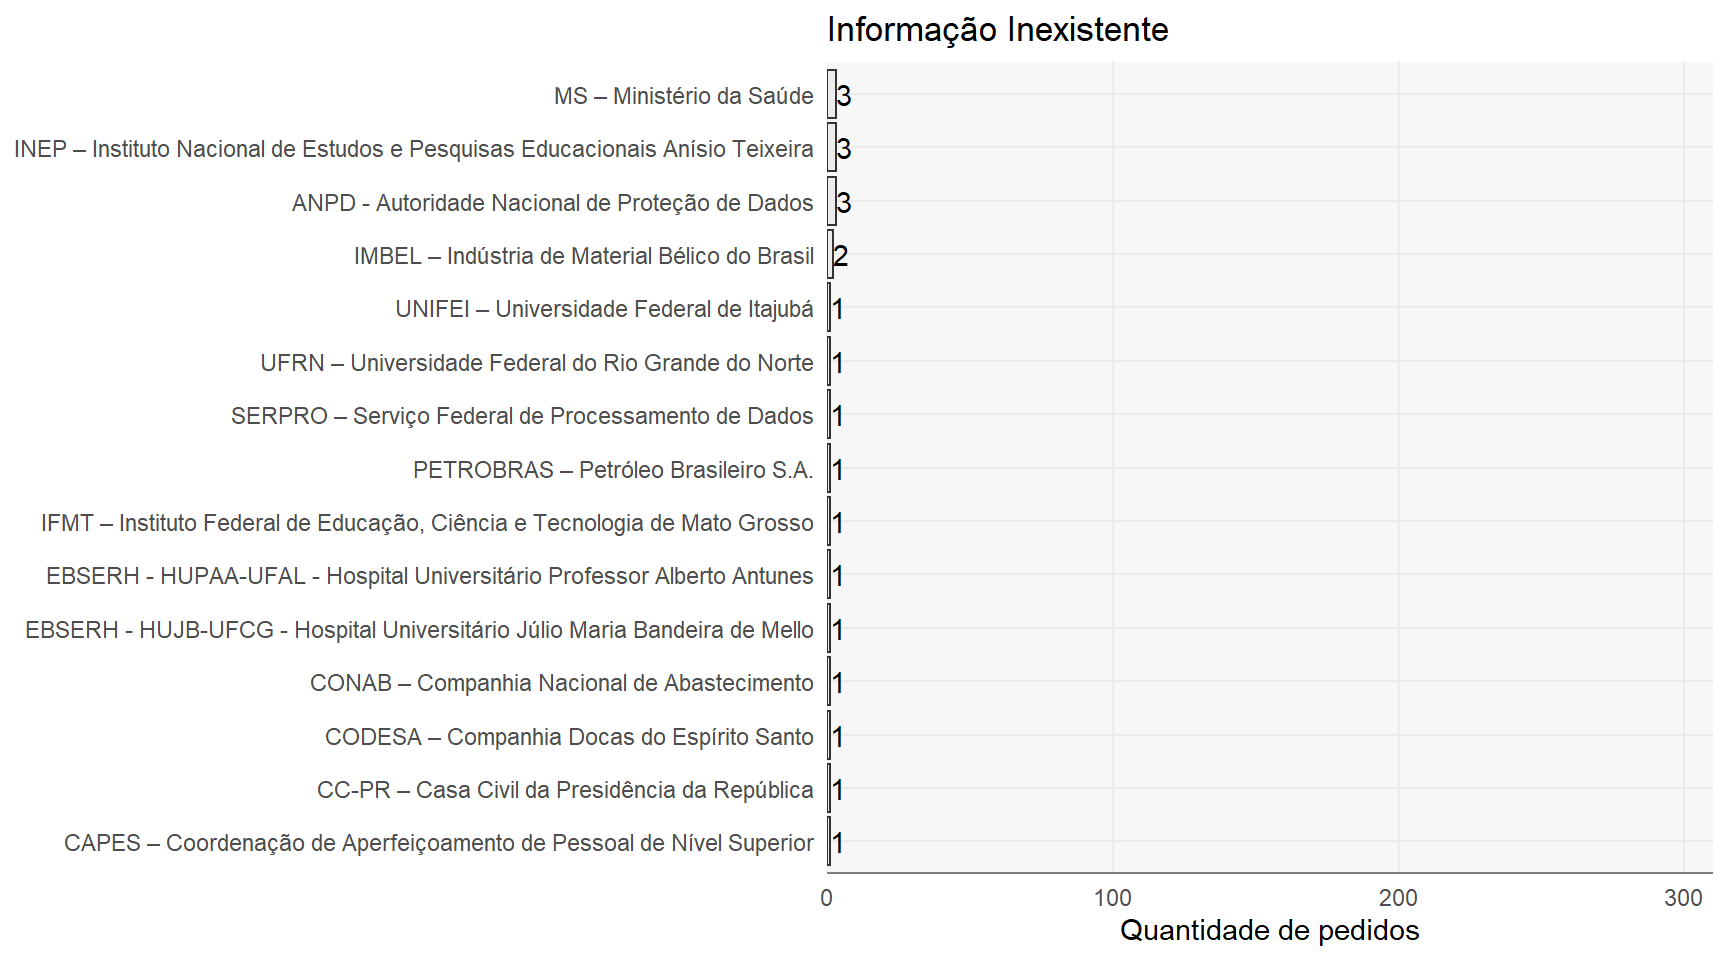 Informação Inexistente
MS – Ministério da Saúde 3
INEP – Instituto Nacional de Estudos e Pesquisas Educacionais Anísio Teixeira 3
ANPD - Autoridade Nacional de Proteção de Dados 3
IMBEL – Indústria de Material Bélico do Brasil 2
UNIFEI – Universidade Federal de Itajubá 1
UFRN – Universidade Federal do Rio Grande do Norte 1
SERPRO – Serviço Federal de Processamento de Dados 1
PETROBRAS – Petróleo Brasileiro S.A. 1
IFMT – Instituto Federal de Educação, Ciência e Tecnologia de Mato Grosso 1
EBSERH - HUPAA-UFAL - Hospital Universitário Professor Alberto Antunes 1
EBSERH - HUJB-UFCG - Hospital Universitário Júlio Maria Bandeira de Mello 1
CONAB – Companhia Nacional de Abastecimento 1
CODESA – Companhia Docas do Espírito Santo 1
CC-PR – Casa Civil da Presidência da República 1
CAPES – Coordenação de Aperfeiçoamento de Pessoal de Nível Superior 1
0 100 200 300
Quantidade de pedidos